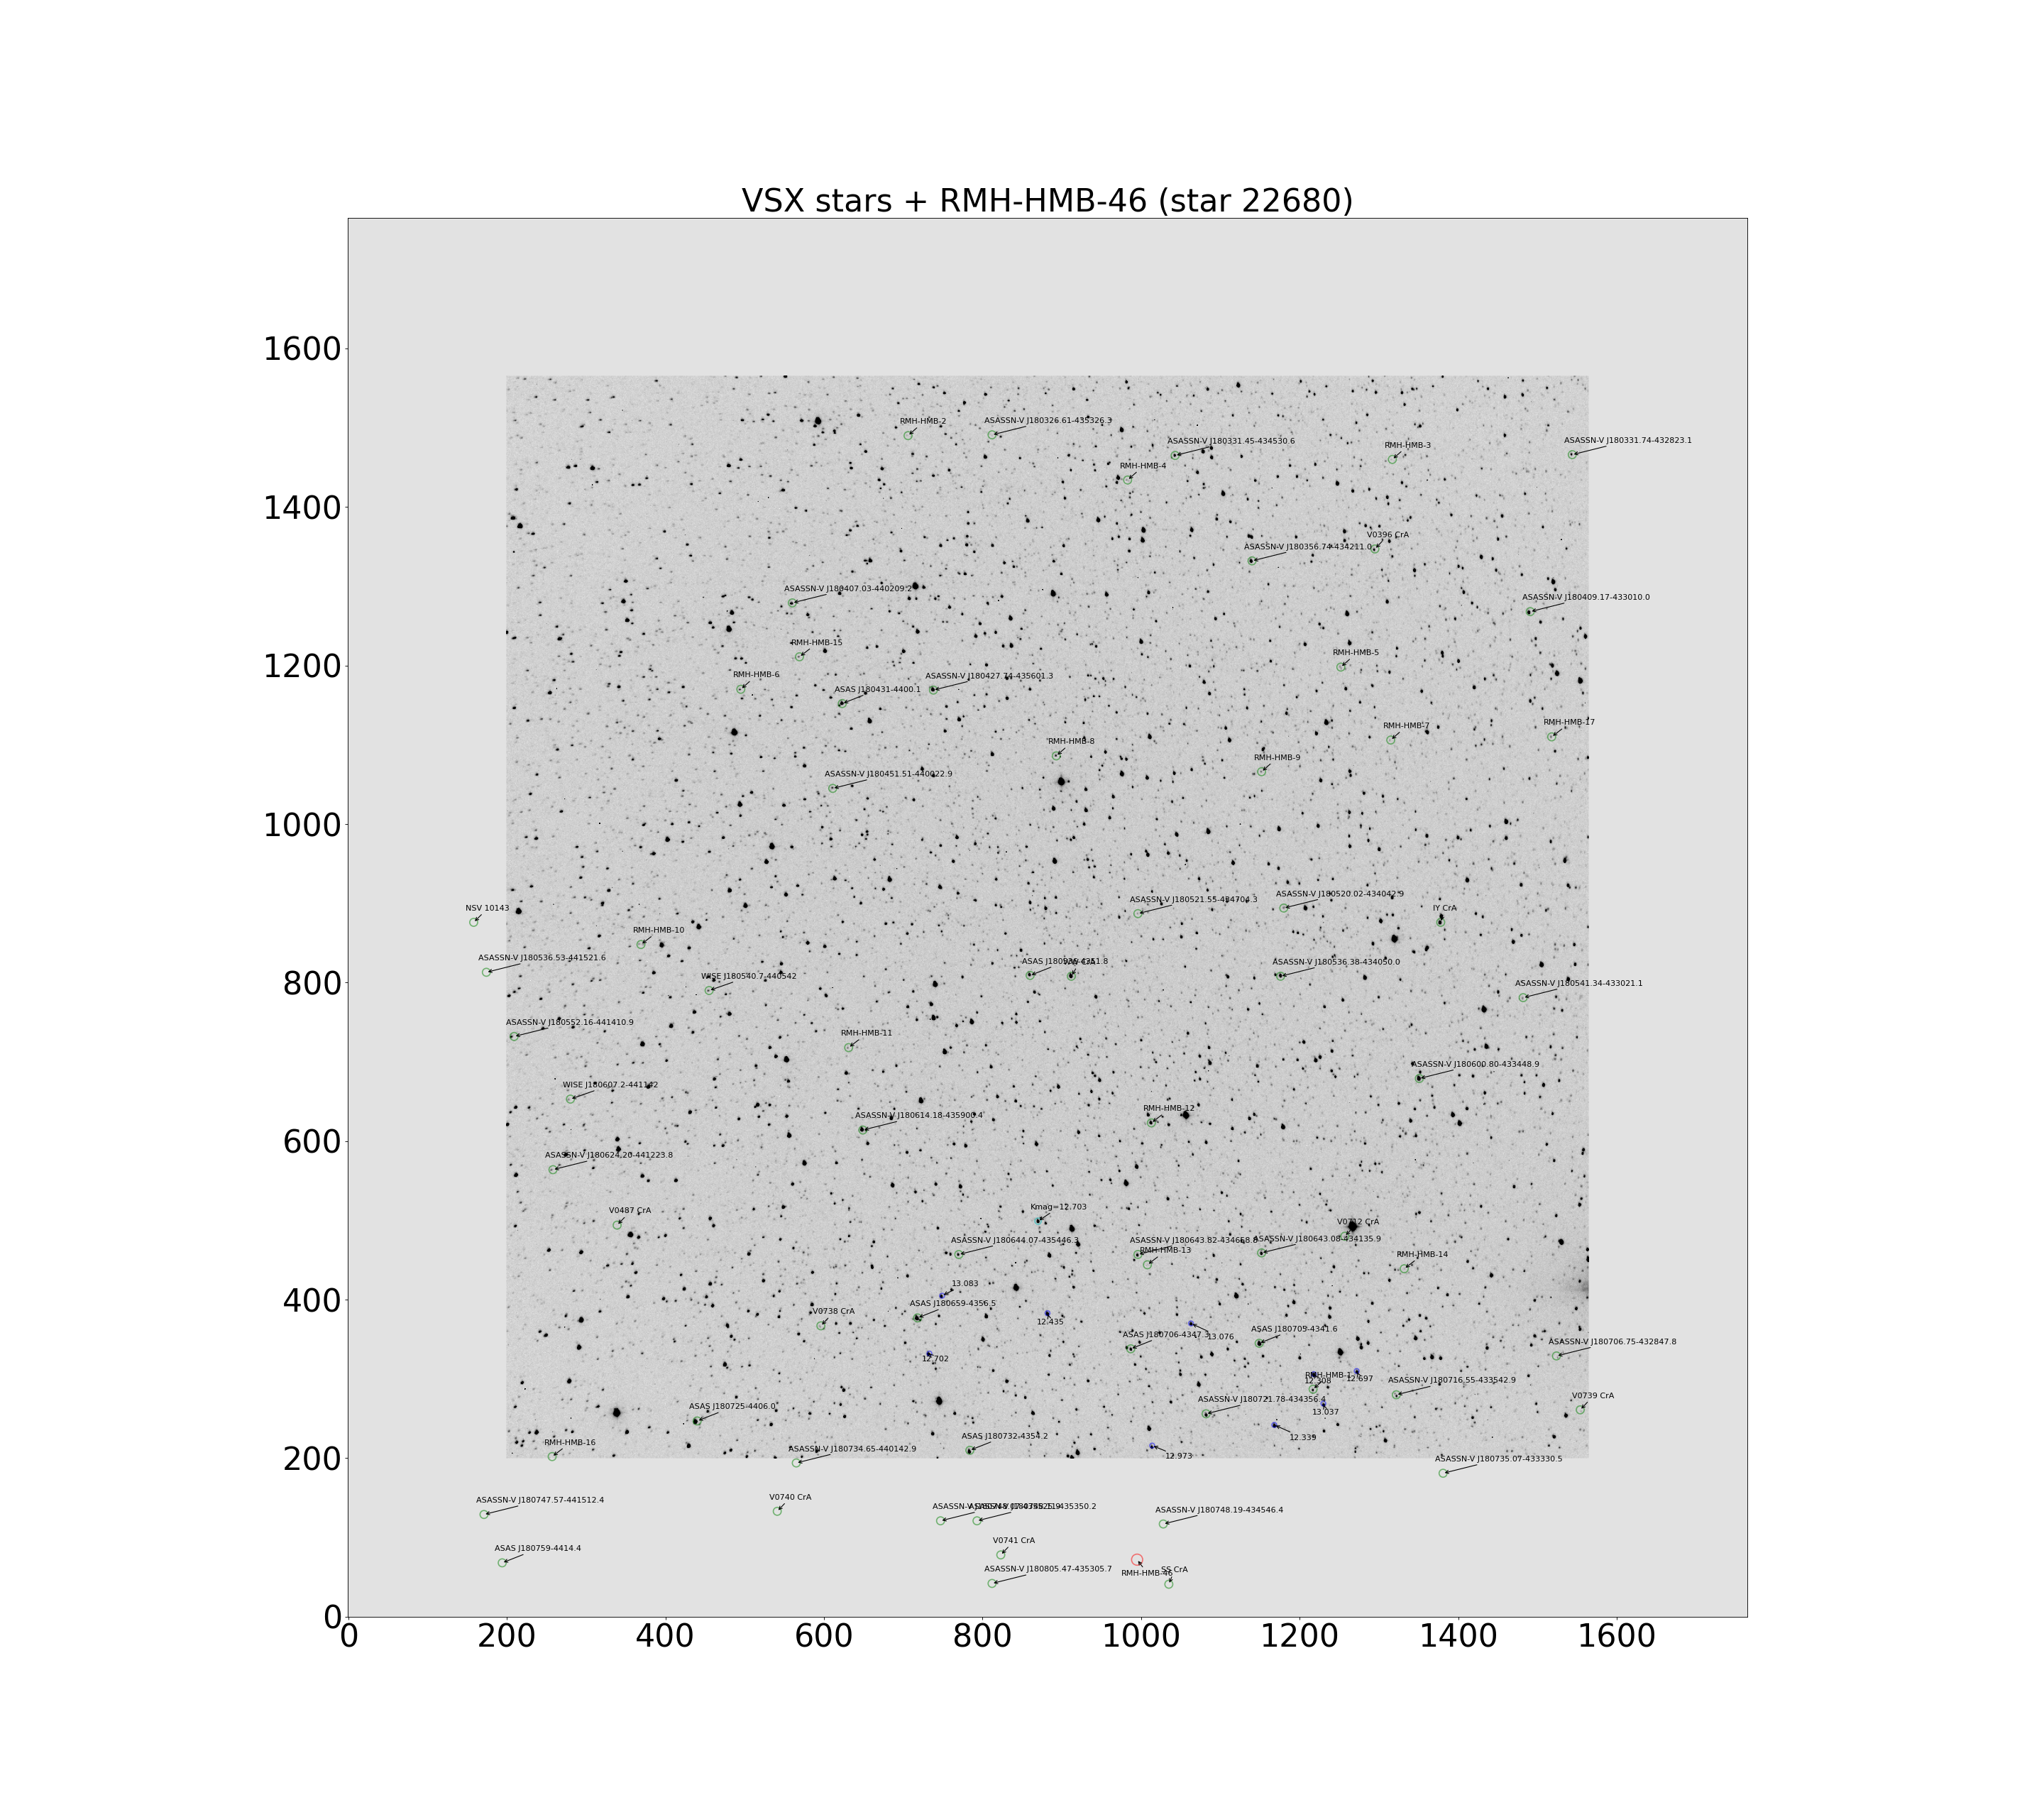 VSX stars + RMH-HMB-46 (star 22680)
1600
RMH-HMB-2
ASASSN-V J180326.61-435326.3
ASASSN-V J180331.45-434530.6
RMH-HMB-3
ASASSN-V J180331.74-432823.1
RMH-HMB-4
1400
V0396 CrA
ASASSN-V J180356.74-434211.0
ASASSN-V J180407.03-440209.2
ASASSN-V J180409.17-433010.0
RMH-HMB-15
RMH-HMB-5
1200
RMH-HMB-6
ASASSN-V J180427.74-435601.3
ASAS J180431-4400.1
RMH-HMB-17
RMH-HMB-7
RMH-HMB-8
RMH-HMB-9
ASASSN-V J180451.51-440022.9
1000
ASASSN-V J180520.02-434042.9
ASASSN-V J180521.55-434704.3
NSV 10143
IY CrA
RMH-HMB-10
ASASSN-V J180536.53-441521.6
ASASSN-V J180536.38-434050.0
WISE J180540.7-440542
800
ASASSN-V J180541.34-433021.1
ASASSN-V J180552.16-441410.9
RMH-HMB-11
ASASSN-V J180600.80-433448.9
WISE J180607.2-441142
RMH-HMB-12
ASASSN-V J180614.18-435900.4
600
ASASSN-V J180624.20-441223.8
Kmag=12.703
V0487 CrA
ASASSN-V J180644.07-435446.3
ASASSN-V J180643.08-434135.9
RMH-HMB-13
RMH-HMB-14
13.083
400
ASAS J180659-4356.5
V0738 CrA
12.435
13.076
ASAS J180706-4347.3
ASAS J180709-4341.6
ASASSN-V J180706.75-432847.8
12.702
12.308
12.697
ASASSN-V J180716.55-433542.9
V0739 CrA
ASASSN-V J180721.78-434356.4
ASAS J180725-4406.0
13.037
ASAS J180732-4354.2
12.339
RMH-HMB-16
ASASSN-V J180734.65-440142.9
12.973
200
ASASSN-V J180735.07-433330.5
V0740 CrA
ASASSN-V J180747.57-441512.4
ASASSN-V J180748.19-434546.4
V0741 CrA
ASAS J180759-4414.4
ASASSN-V J180805.47-435305.7
RMH-HMB-46
SS CrA
0
0 200 400 600 800 1000 1200 1400 1600